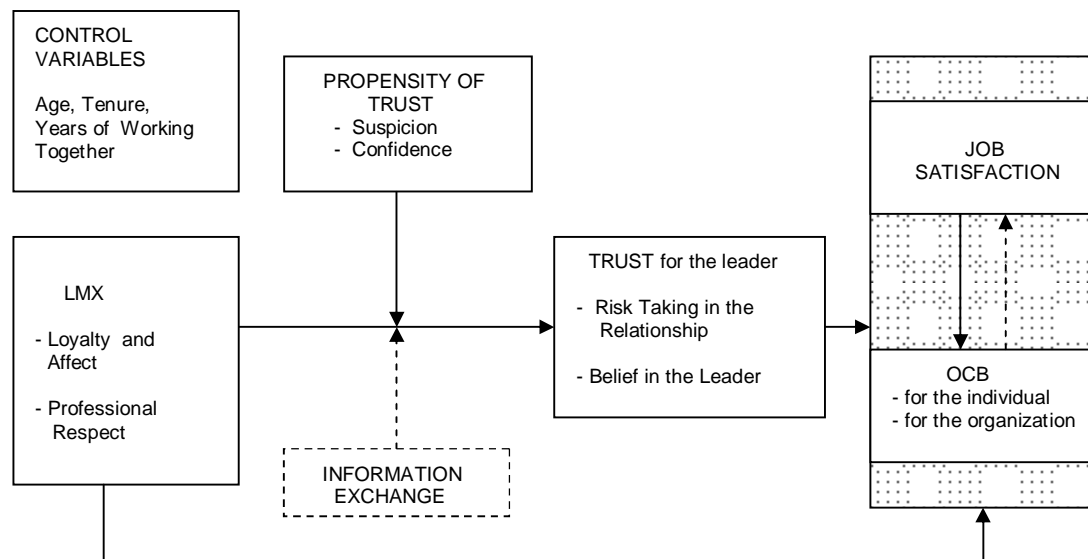 CONTROL
VARIABLES
Age, Tenure,
Years of Working
Together
PROPENSITY OF
TRUST
- Suspicion
- Confidence
JOB
SATISFACTION
LMX
- Loyalty and
Affect
- Professional
Respect
TRUST for the leader
- Risk Taking in the
Relationship
- Belief in the Leader
OCB
- for the individual
- for the organization
INFORMATION
EXCHANGE